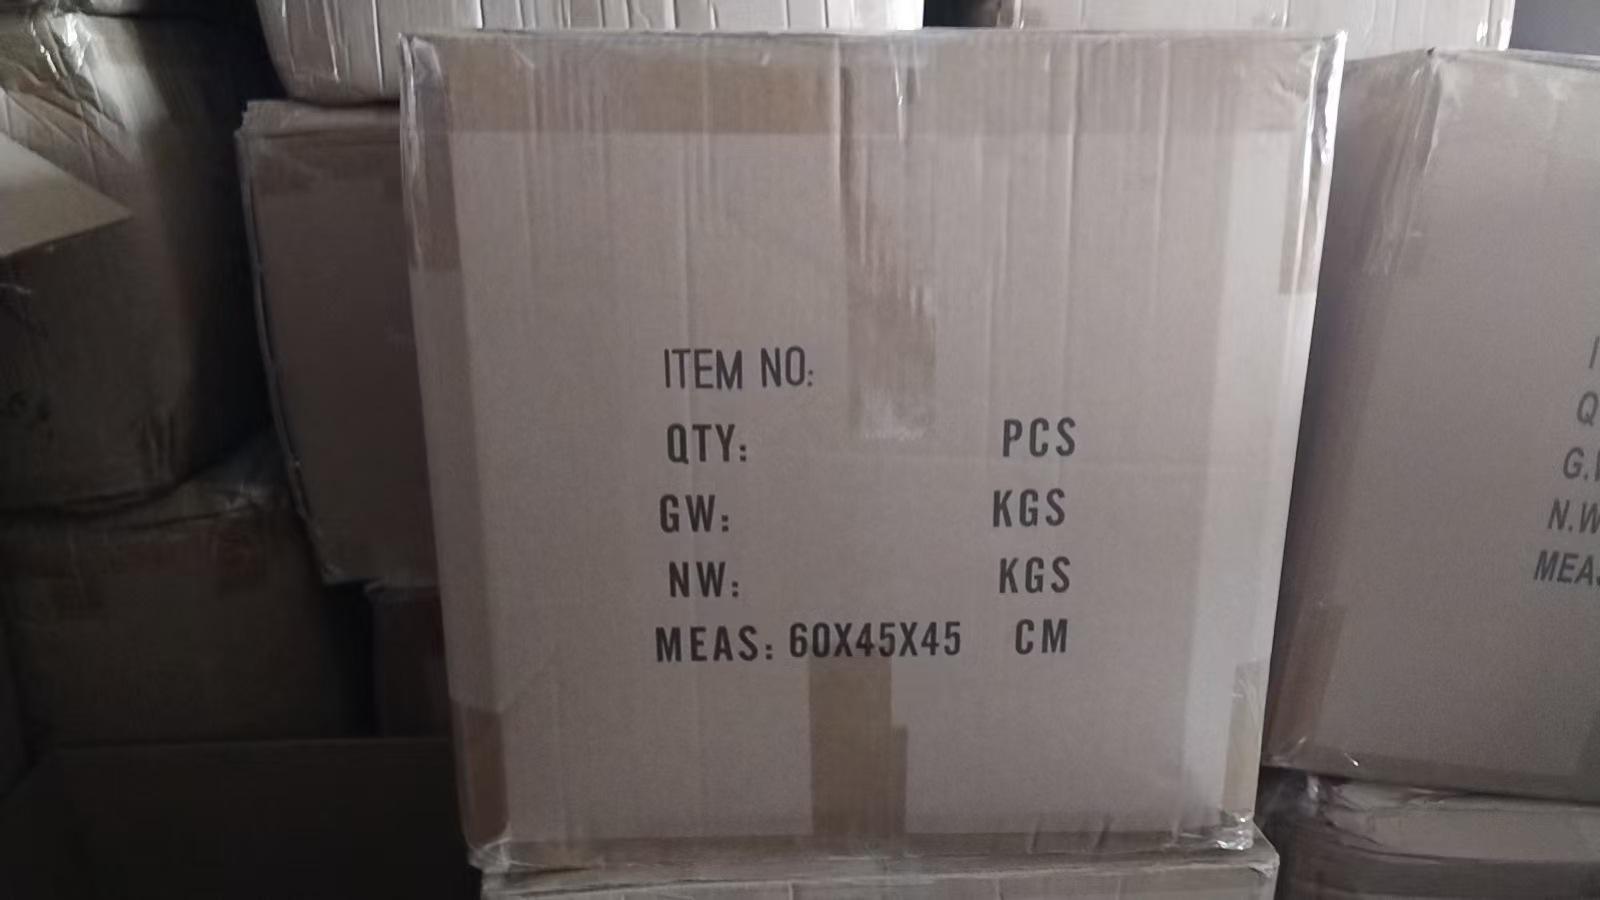 ITEM NO:
QTY: PCS
GW: KGS
NW: KGS
MEAS: 60X45X45 CM